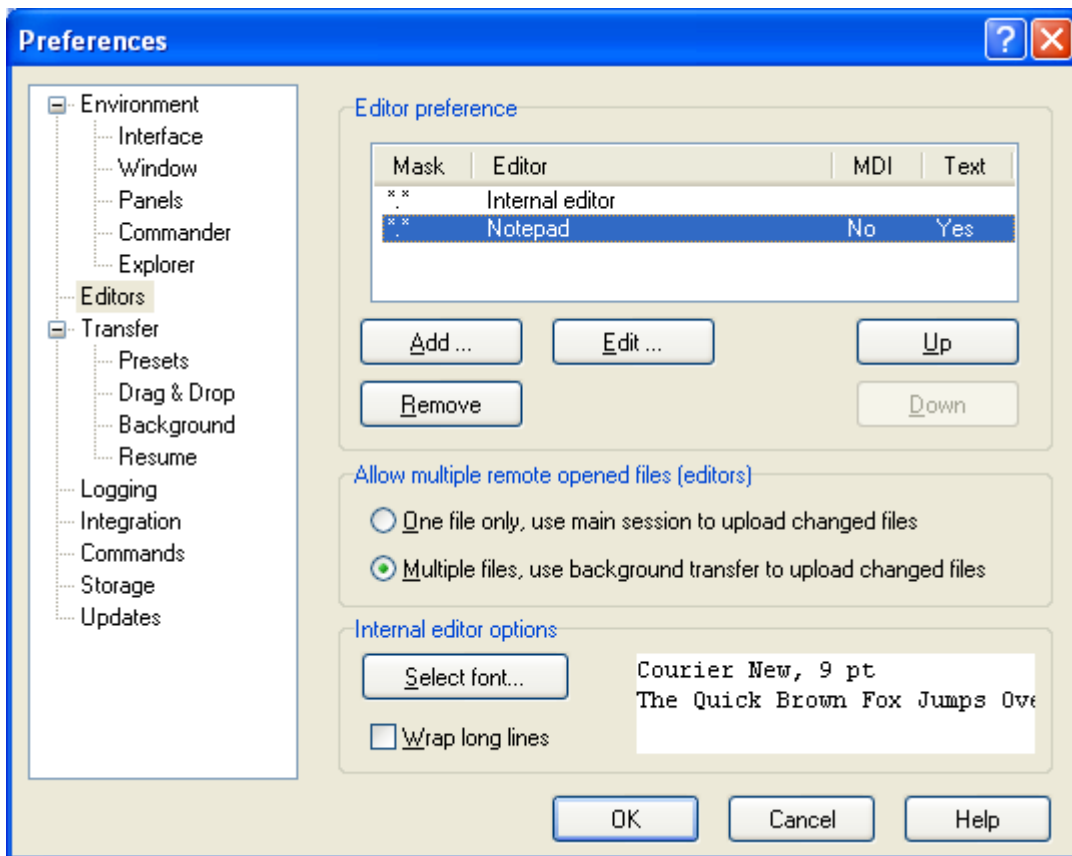 Preferences
Environment
Interface
Window
Panels
Commander
Explorer
Editors
Transfer
Presets
Drag & Drop
Background
Resume
Logging
Integration
Commands
Storage
Updates
Editor preference
Mask Editor MDI Text
*.* Internal editor
*.* Notepad No Yes
Add ... Edit ... Up
Remove Down
Allow multiple remote opened files (editors)
One file only, use main session to upload changed files
Multiple files, use background transfer to upload changed files
Internal editor options
Select font...
Wrap long lines
Courier New, 9 pt
The Quick Brown Fox Jumps Ove
OK Cancel Help